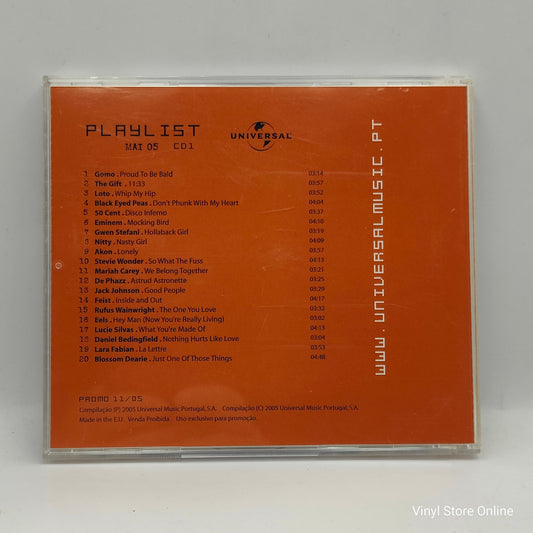 PLAYLIST
MAI 05 CD1
UNIVERSAL
1 Gomo . Proud To Be Bald 03:14
2 The Gift . 11:33 03:57
3 Loto . Whip My Hip 03:52
4 Black Eyed Peas . Don't Phunk With My Heart 04:04
5 50 Cent . Disco Inferno 03:37
6 Eminem . Mocking Bird 04:10
7 Gwen Stefani . Hollaback Girl 03:19
8 Nitty . Nasty Girl 04:09
9 Akon . Lonely 03:57
10 Stevie Wonder . So What The Fuss 04:13
11 Mariah Carey . We Belong Together 03:21
12 De Phazz . Astrud Astronette 03:25
13 Jack Johnson . Good People 03:29
14 Feist . Inside and Out 04:17
15 Rufus Wainwright . The One You Love 03:32
16 Eels . Hey Man (Now You're Really Living) 03:02
17 Lucie Silvas . What You're Made Of 04:13
18 Daniel Bedingfield . Nothing Hurts Like Love 03:04
19 Lara Fabian . La Lettre 03:53
20 Blossom Dearie . Just One Of Those Things 04:48
WWW.UNIVERSALMUSIC.PT
PROMO 11/05
Compilação (P) 2005 Universal Music Portugal, S.A. Compilação (C) 2005 Universal Music Portugal, S.A.
Made in the E.U. Venda Proibida. Uso exclusivo para promoção.
Vinyl Store Online